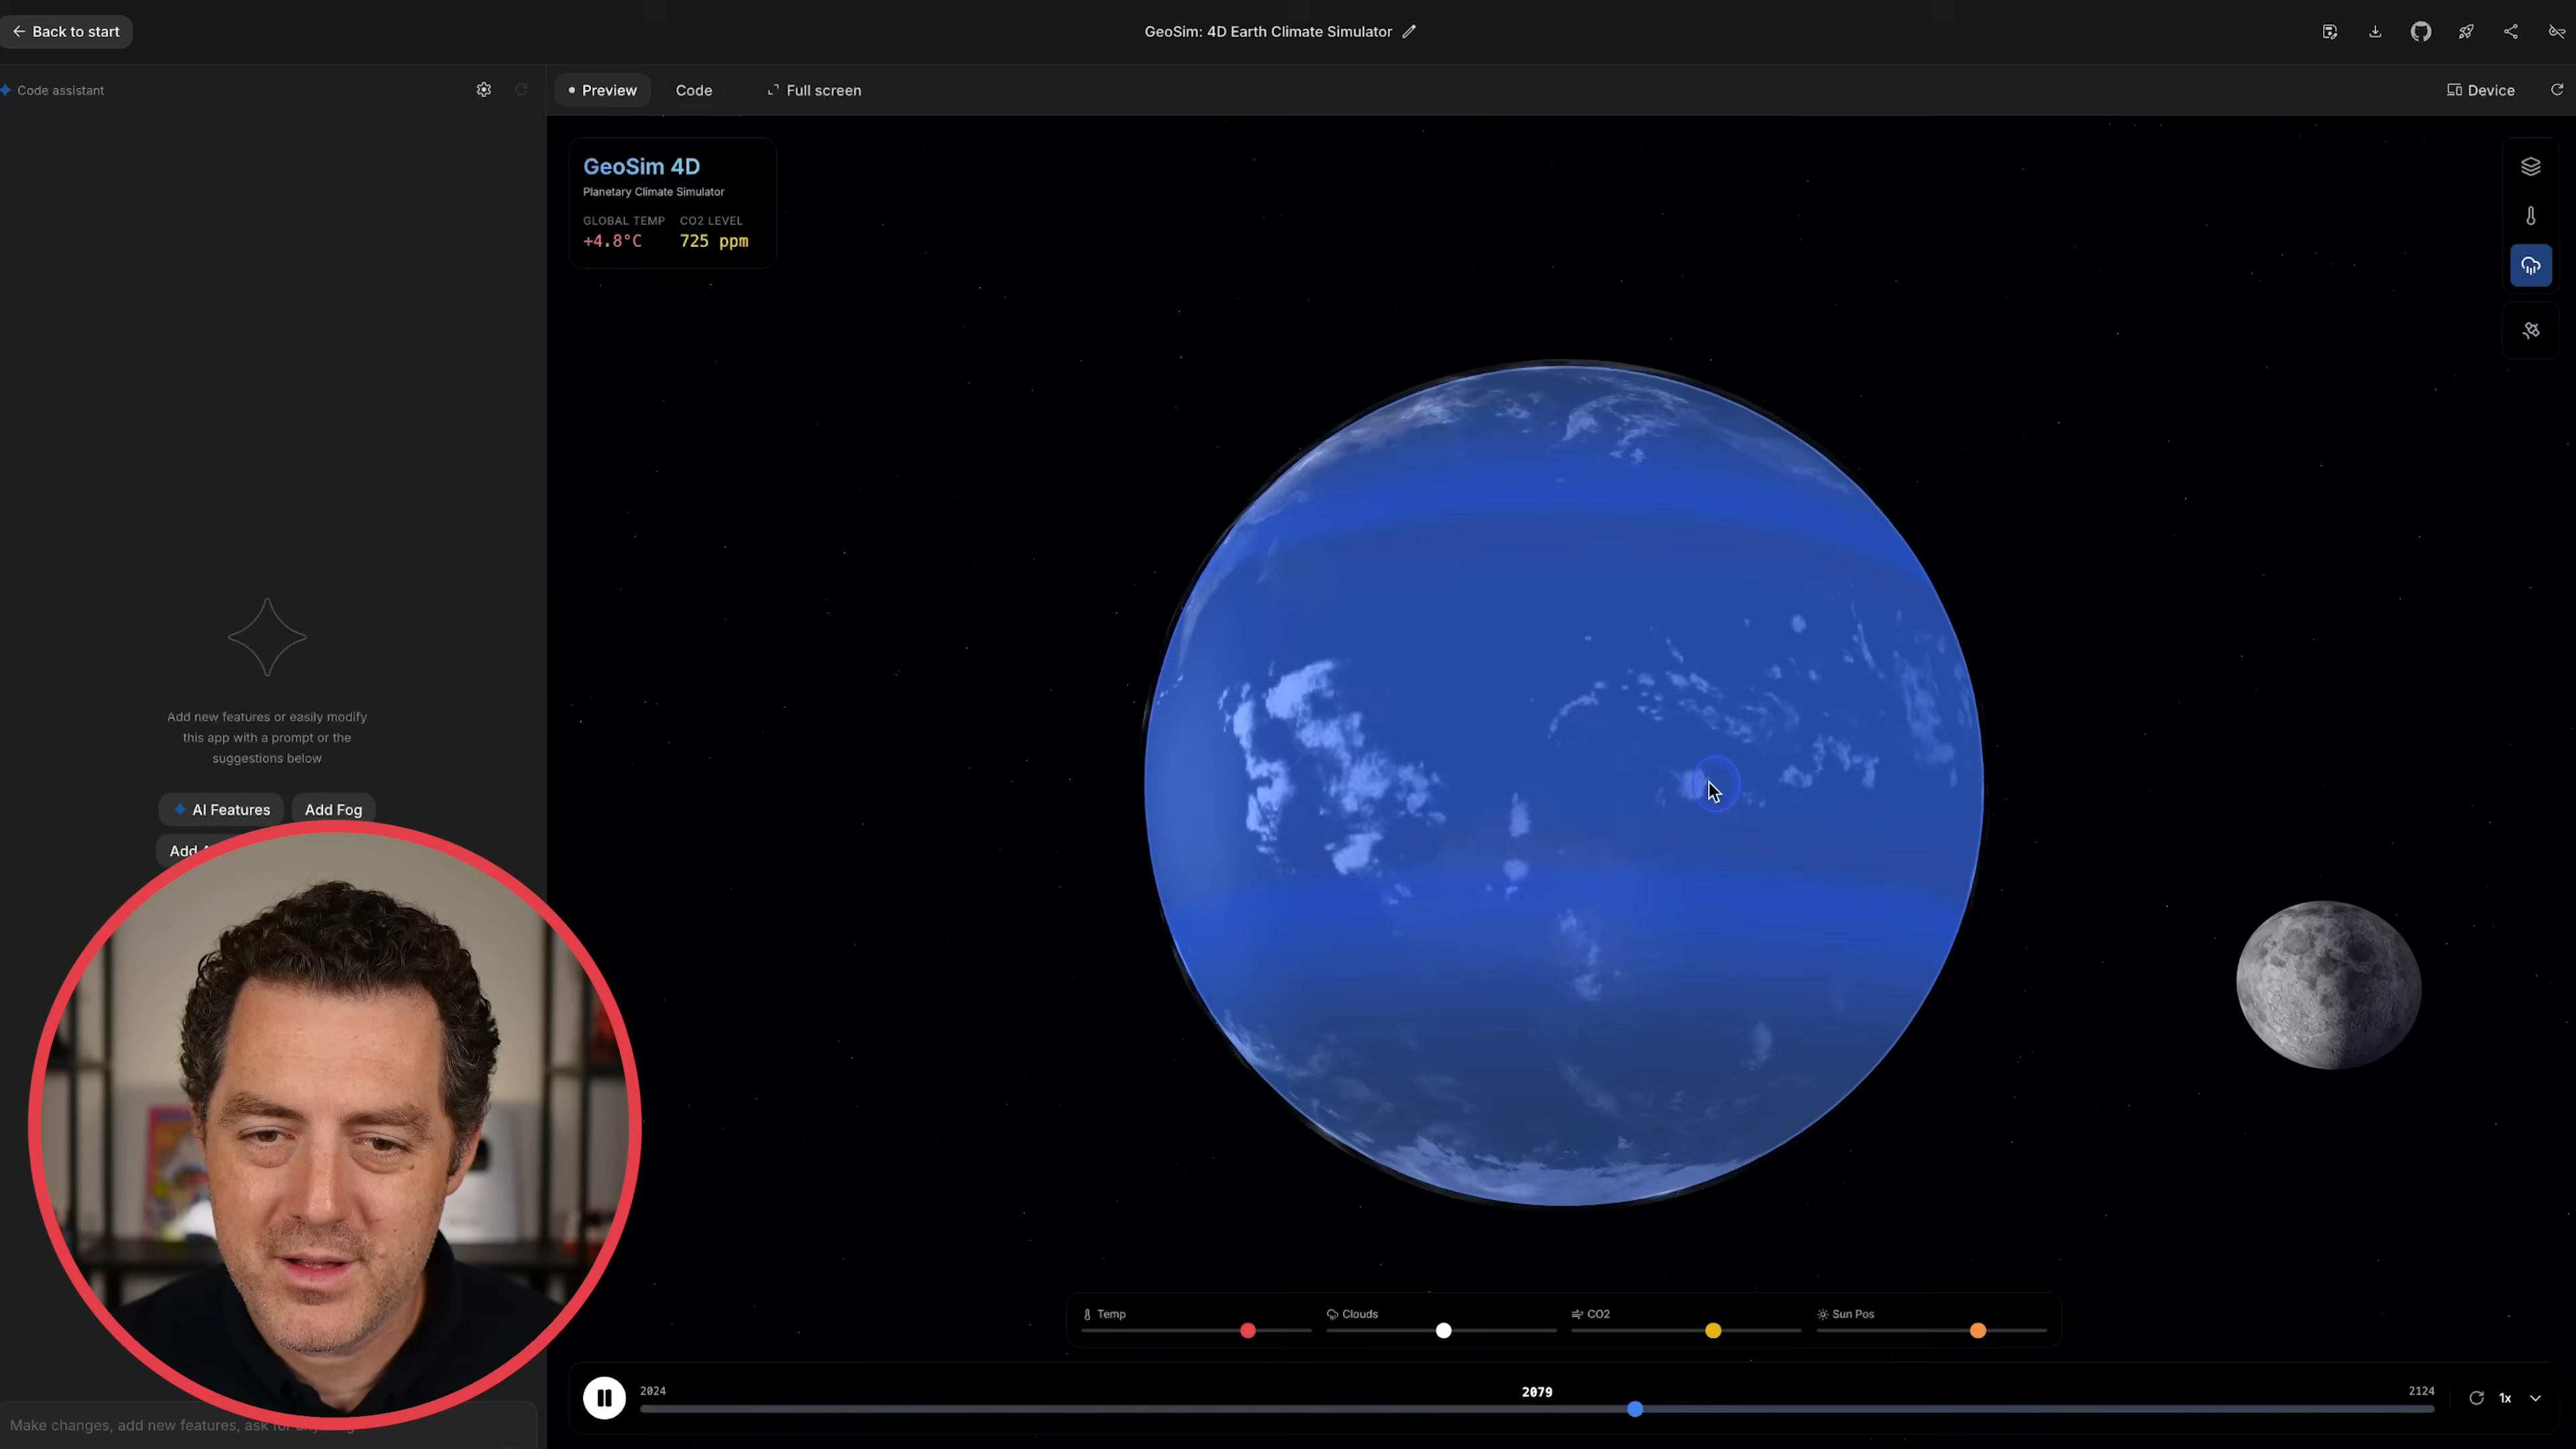 Back to start
GeoSim: 4D Earth Climate Simulator
Code assistant
Preview
Code
Full screen
Device
GeoSim 4D
Planetary Climate Simulator
GLOBAL TEMP CO2 LEVEL
+4.8°C 725 ppm
Add new features or easily modify
this app with a prompt or the
suggestions below
AI Features
Add Fog
Add
Make changes, add new features, ask for anything
Temp
Clouds
CO2
Sun Pos
2024
2079
2124
1x